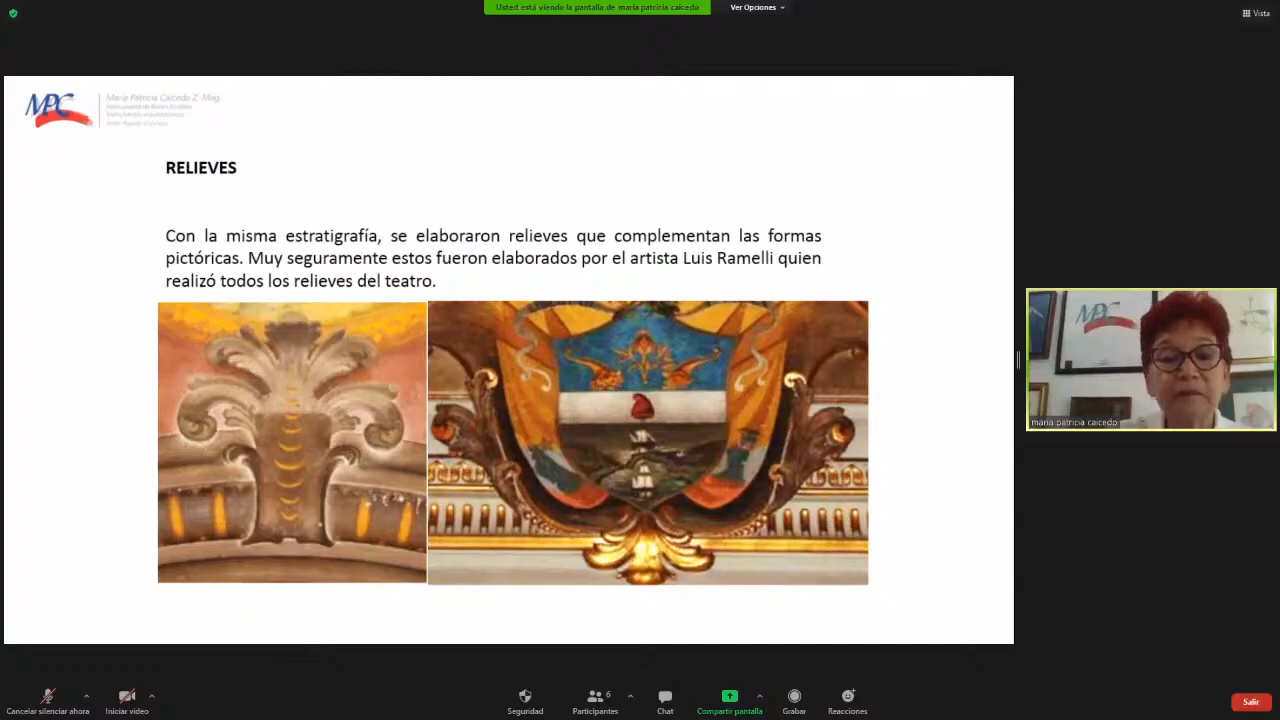 Usted está viendo la pantalla de maria patricia caicedo
Ver Opciones
Vista
MPC
Maria Patricia Caicedo Z. Mag.
RELIEVES
Con la misma estratigrafía, se elaboraron relieves que complementan las formas
pictóricas. Muy seguramente estos fueron elaborados por el artista Luis Ramelli quien
realizó todos los relieves del teatro.
MPC
maria patricia caicedo
Cancelar silenciar ahora
Iniciar video
Seguridad
6
Participantes
Chat
Compartir pantalla
Grabar
Reacciones
Salir